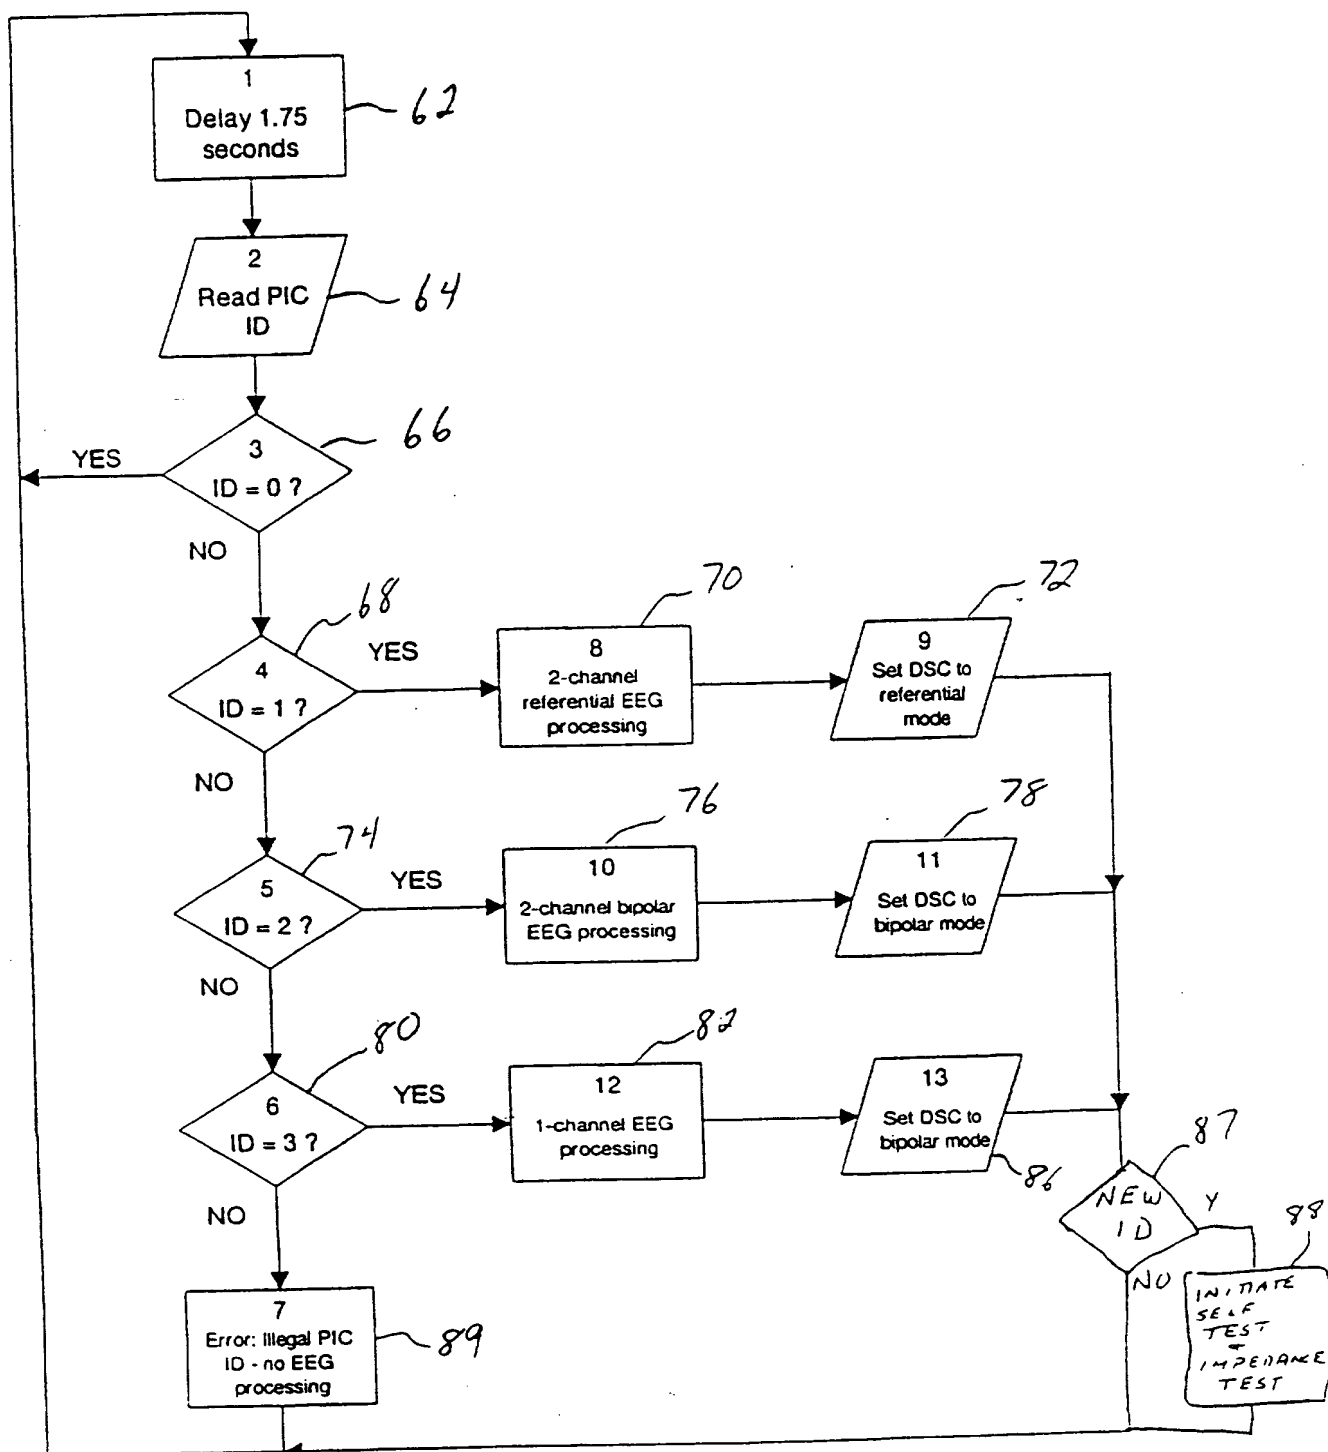 1
Delay 1.75
seconds
62
2
Read PIC
ID
64
3
ID = 0 ?
66
YES
NO
4
ID = 1 ?
68
YES
8
2-channel
referential EEG
processing
70
9
Set DSC to
referential
mode
72
NO
5
ID = 2 ?
74
YES
10
2-channel bipolar
EEG processing
76
11
Set DSC to
bipolar mode
78
NO
6
ID = 3 ?
80
YES
12
1-channel EEG
processing
82
13
Set DSC to
bipolar mode
86
NEW
ID
87
Y
NO
INITIATE
SELF
TEST
+
IMPEDANCE
TEST
88
NO
7
Error: Illegal PIC
ID - no EEG
processing
89